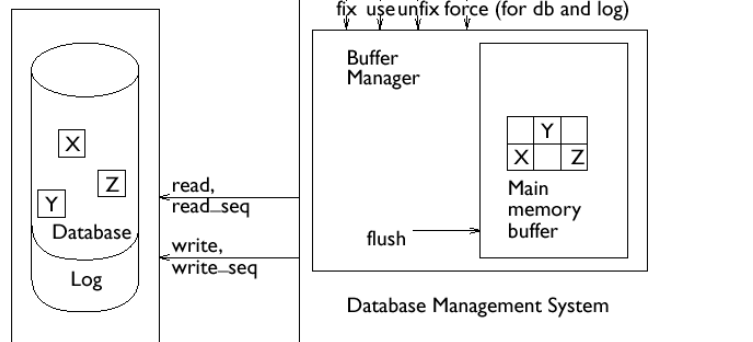 fix use unfix force (for db and log)
Buffer
Manager
Y
X Z
Main
memory
buffer
flush
Database Management System
read,
read_seq
write,
write_seq
X
Z
Y
Database
Log